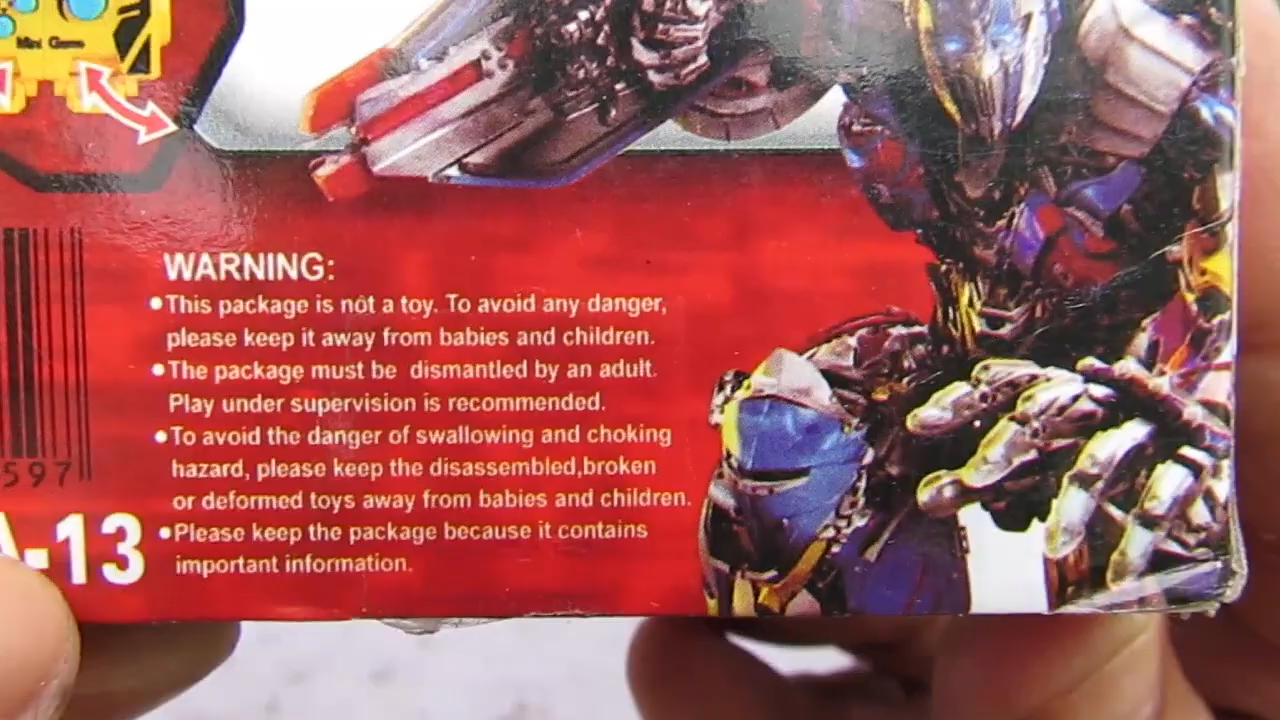 Mini Game
WARNING:
•This package is not a toy. To avoid any danger,
please keep it away from babies and children.
•The package must be dismantled by an adult.
Play under supervision is recommended.
•To avoid the danger of swallowing and choking
hazard, please keep the disassembled,broken
or deformed toys away from babies and children.
•Please keep the package because it contains
important information.
597
-13